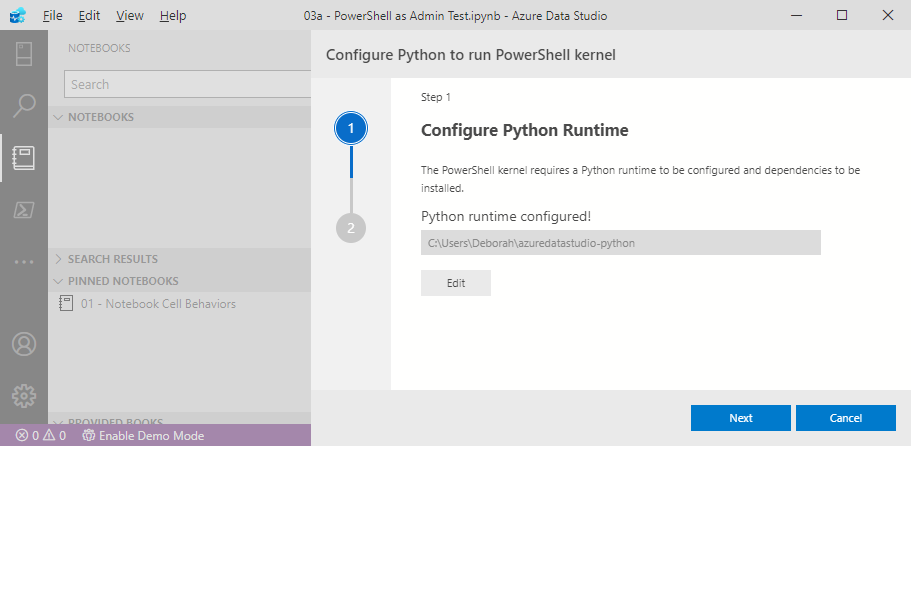 File Edit View Help 03a - PowerShell as Admin Test.ipynb - Azure Data Studio
NOTEBOOKS
Search
NOTEBOOKS
SEARCH RESULTS
PINNED NOTEBOOKS
01 - Notebook Cell Behaviors
PROVIDED BOOKS
0 0 Enable Demo Mode
Configure Python to run PowerShell kernel
1
2
Step 1
Configure Python Runtime
The PowerShell kernel requires a Python runtime to be configured and dependencies to be
installed.
Python runtime configured!
C:\Users\Deborah\azuredatastudio-python
Edit
Next Cancel